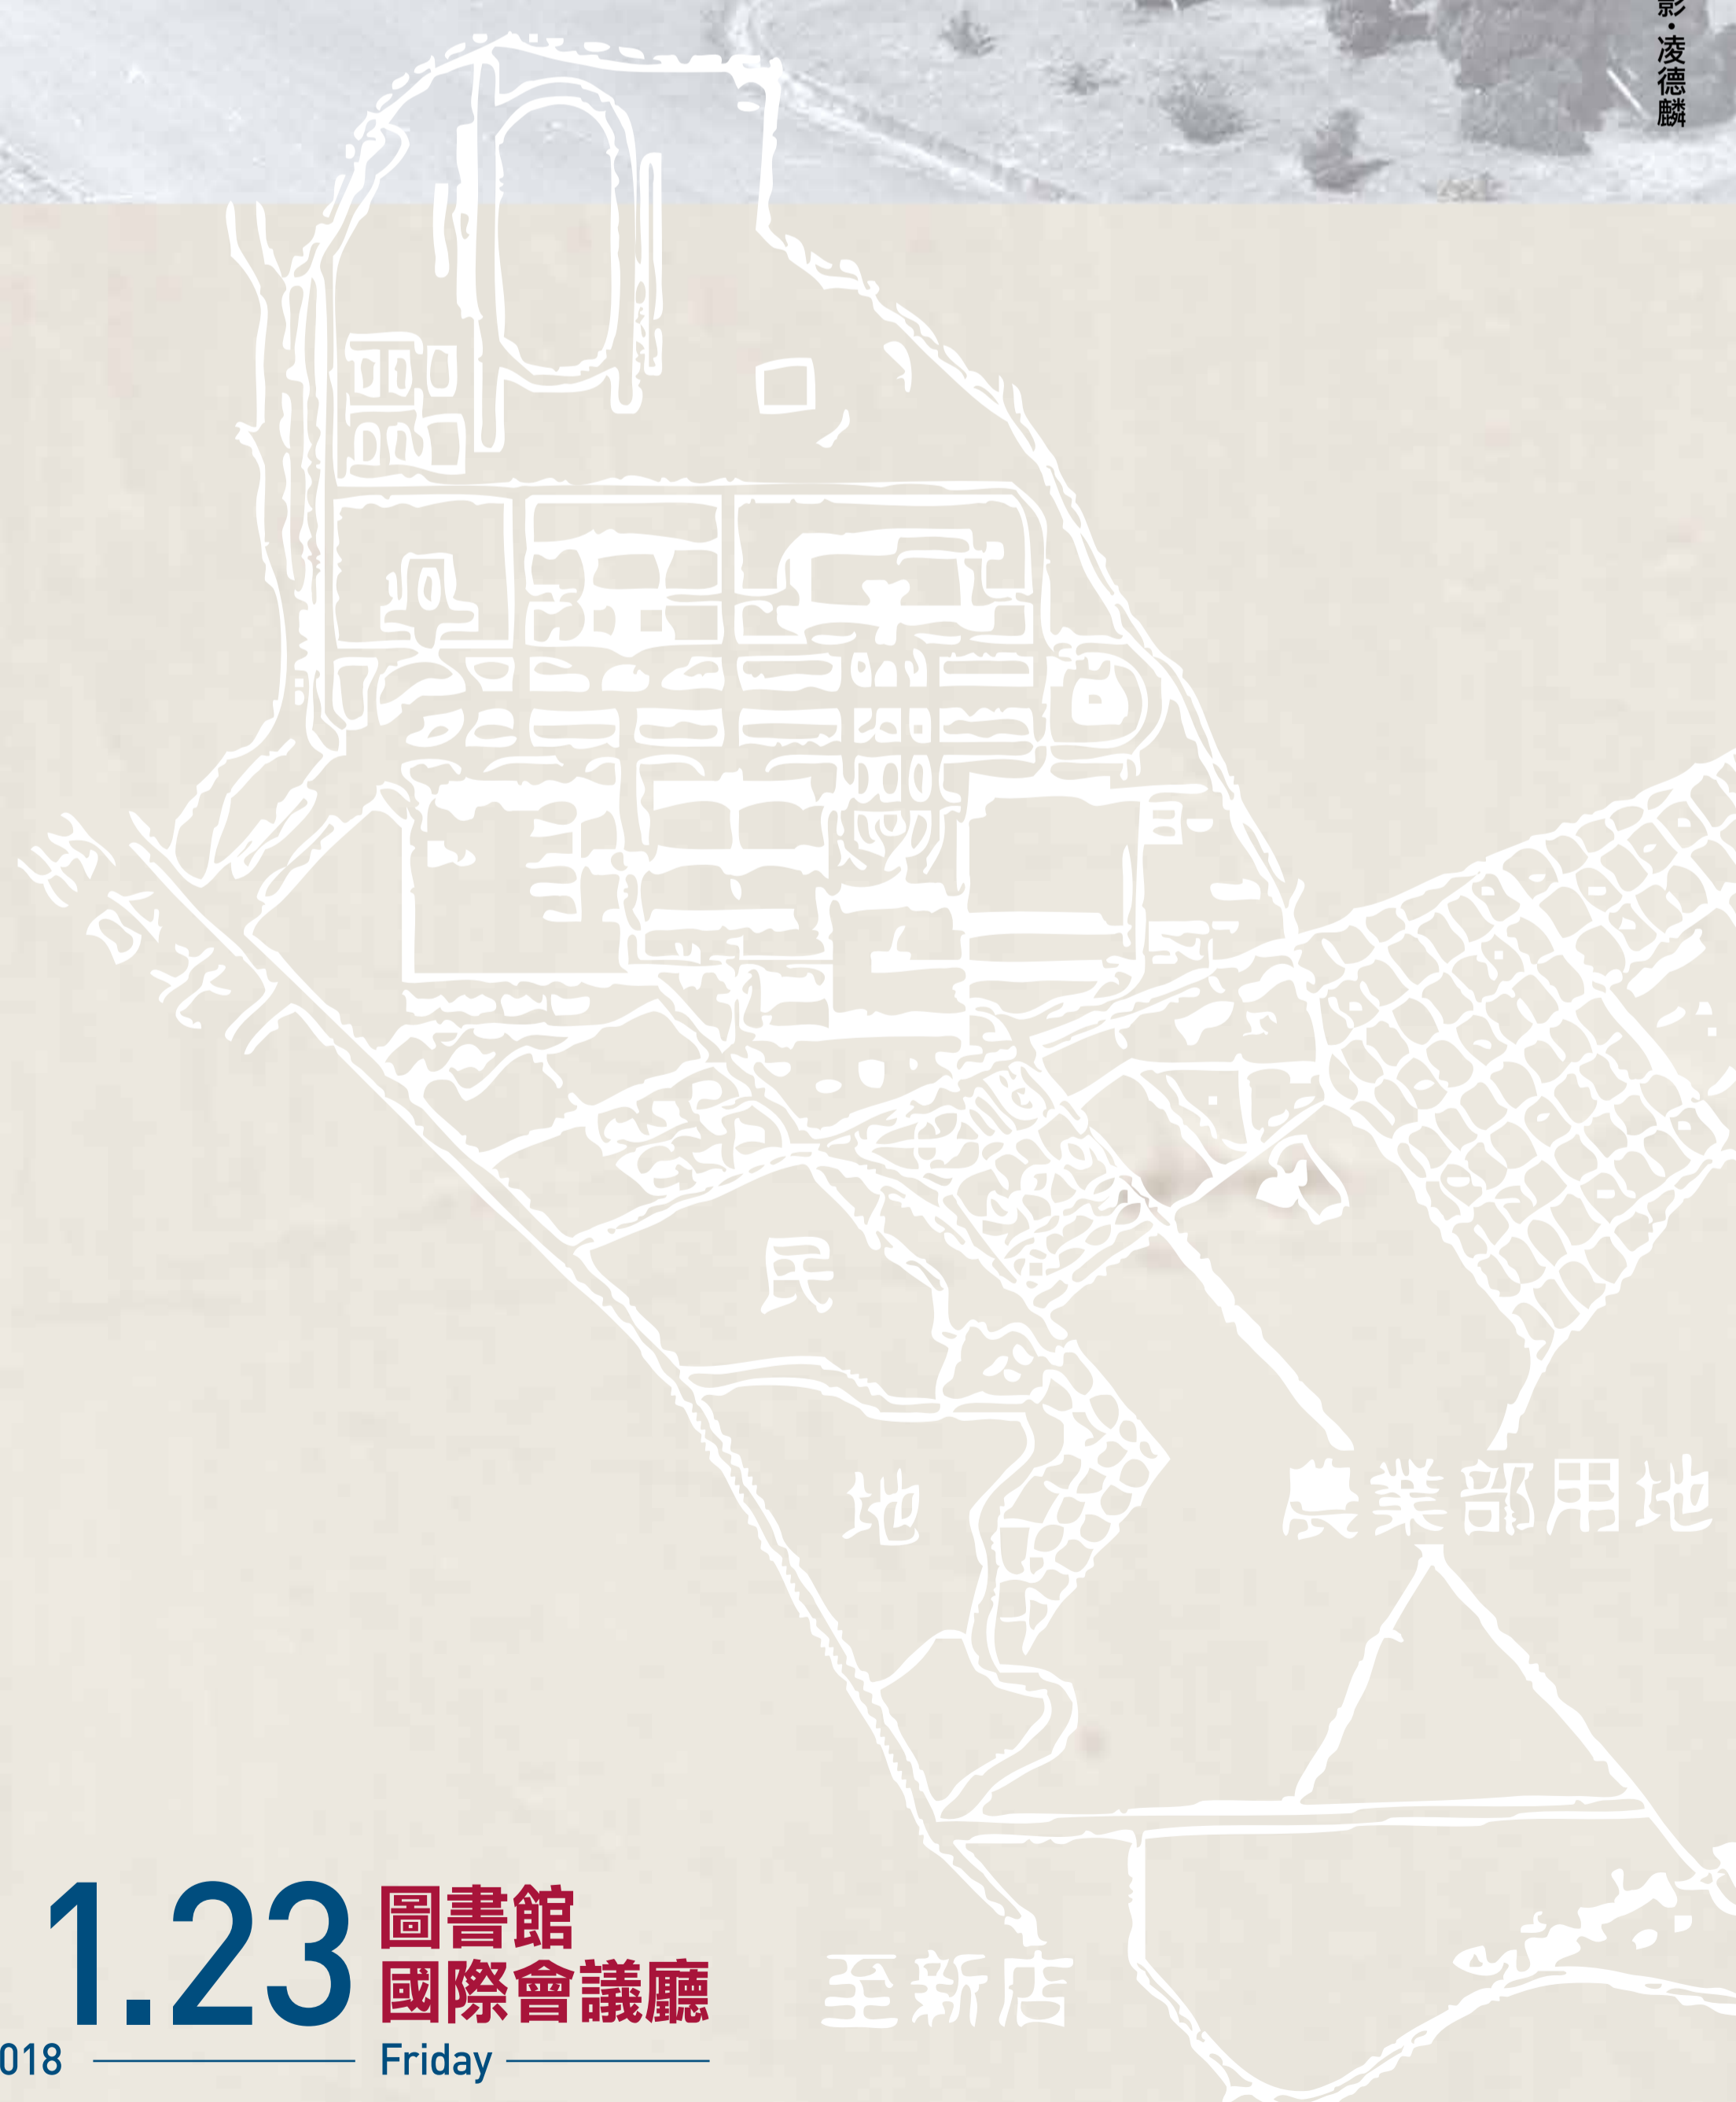 影・凌德麟
至台北
民
地
農業部用地
至新店
1.23
圖書館
國際會議廳
018
Friday